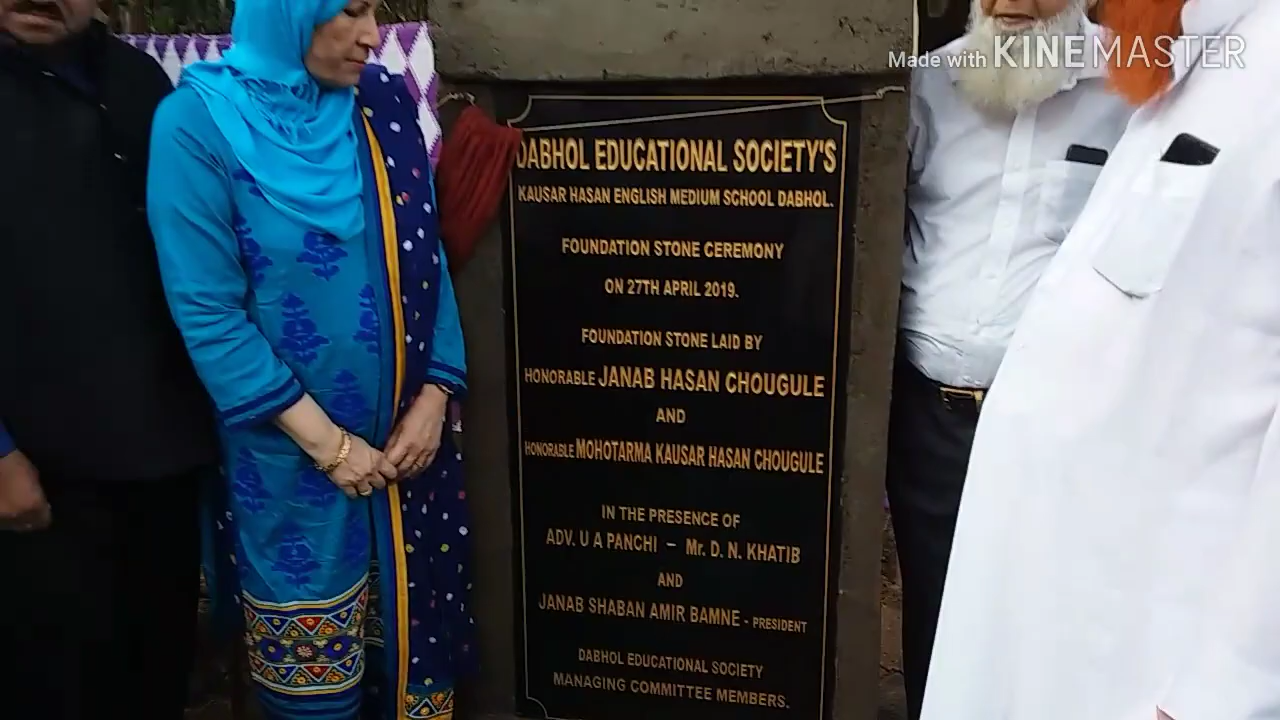 Made with KINEMASTER
DABHOL EDUCATIONAL SOCIETY'S
KAUSAR HASAN ENGLISH MEDIUM SCHOOL DABHOL.
FOUNDATION STONE CEREMONY
ON 27TH APRIL 2019.
FOUNDATION STONE LAID BY
HONORABLE JANAB HASAN CHOUGULE
AND
HONORABLE MOHOTARMA KAUSAR HASAN CHOUGULE
IN THE PRESENCE OF
ADV. U A PANCHI – Mr. D. N. KHATIB
AND
JANAB SHABAN AMIR BAMNE - PRESIDENT
DABHOL EDUCATIONAL SOCIETY
MANAGING COMMITTEE MEMBERS.